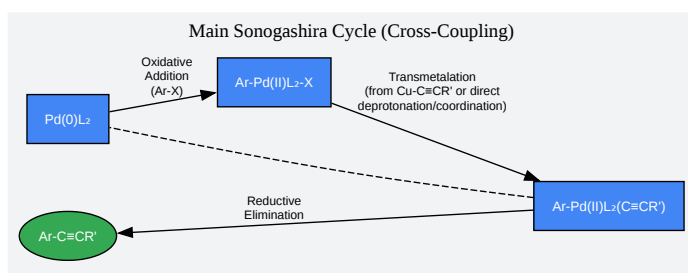 Main Sonogashira Cycle (Cross-Coupling)
Oxidative
Addition
(Ar-X)
Ar-Pd(II)L₂-X
Transmetalation
(from Cu-C≡CR' or direct
deprotonation/coordination)
Pd(0)L₂
Ar-Pd(II)L₂(C≡CR')
Reductive
Elimination
Ar-C≡CR'